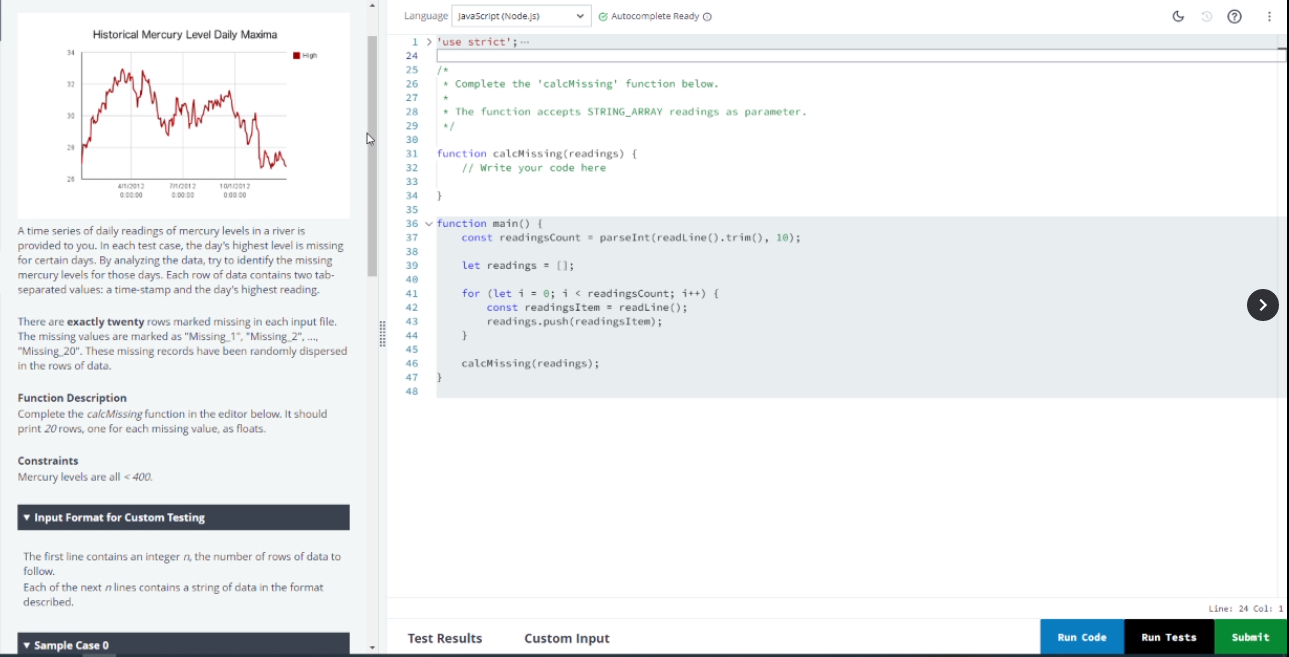 Historical Mercury Level Daily Maxima
34
High
32
30
28
26
4/1/2012 7/1/2012 10/1/2012
0:00:00 0:00:00 0:00:00
A time series of daily readings of mercury levels in a river is
provided to you. In each test case, the day's highest level is missing
for certain days. By analyzing the data, try to identify the missing
mercury levels for those days. Each row of data contains two tab-
separated values: a time-stamp and the day's highest reading.
There are exactly twenty rows marked missing in each input file.
The missing values are marked as "Missing_1", "Missing_2", ...,
"Missing_20". These missing records have been randomly dispersed
in the rows of data.
Function Description
Complete the calcMissing function in the editor below. It should
print 20 rows, one for each missing value, as floats.
Constraints
Mercury levels are all < 400.
▼ Input Format for Custom Testing
The first line contains an integer n, the number of rows of data to
follow.
Each of the next n lines contains a string of data in the format
described.
▼ Sample Case 0
Language JavaScript (Node.js) Autocomplete Ready
1 'use strict';
24
25 /*
26 * Complete the 'calcMissing' function below.
27 *
28 * The function accepts STRING_ARRAY readings as parameter.
29 */
30
31 function calcMissing(readings) {
32 // Write your code here
33
34 }
35
36 function main() {
37 const readingsCount = parseInt(readLine().trim(), 10);
38
39 let readings = [];
40
41 for (let i = 0; i < readingsCount; i++) {
42 const readingsItem = readLine();
43 readings.push(readingsItem);
44 }
45
46 calcMissing(readings);
47 }
48
Line: 24 Col: 1
Test Results Custom Input Run Code Run Tests Submit